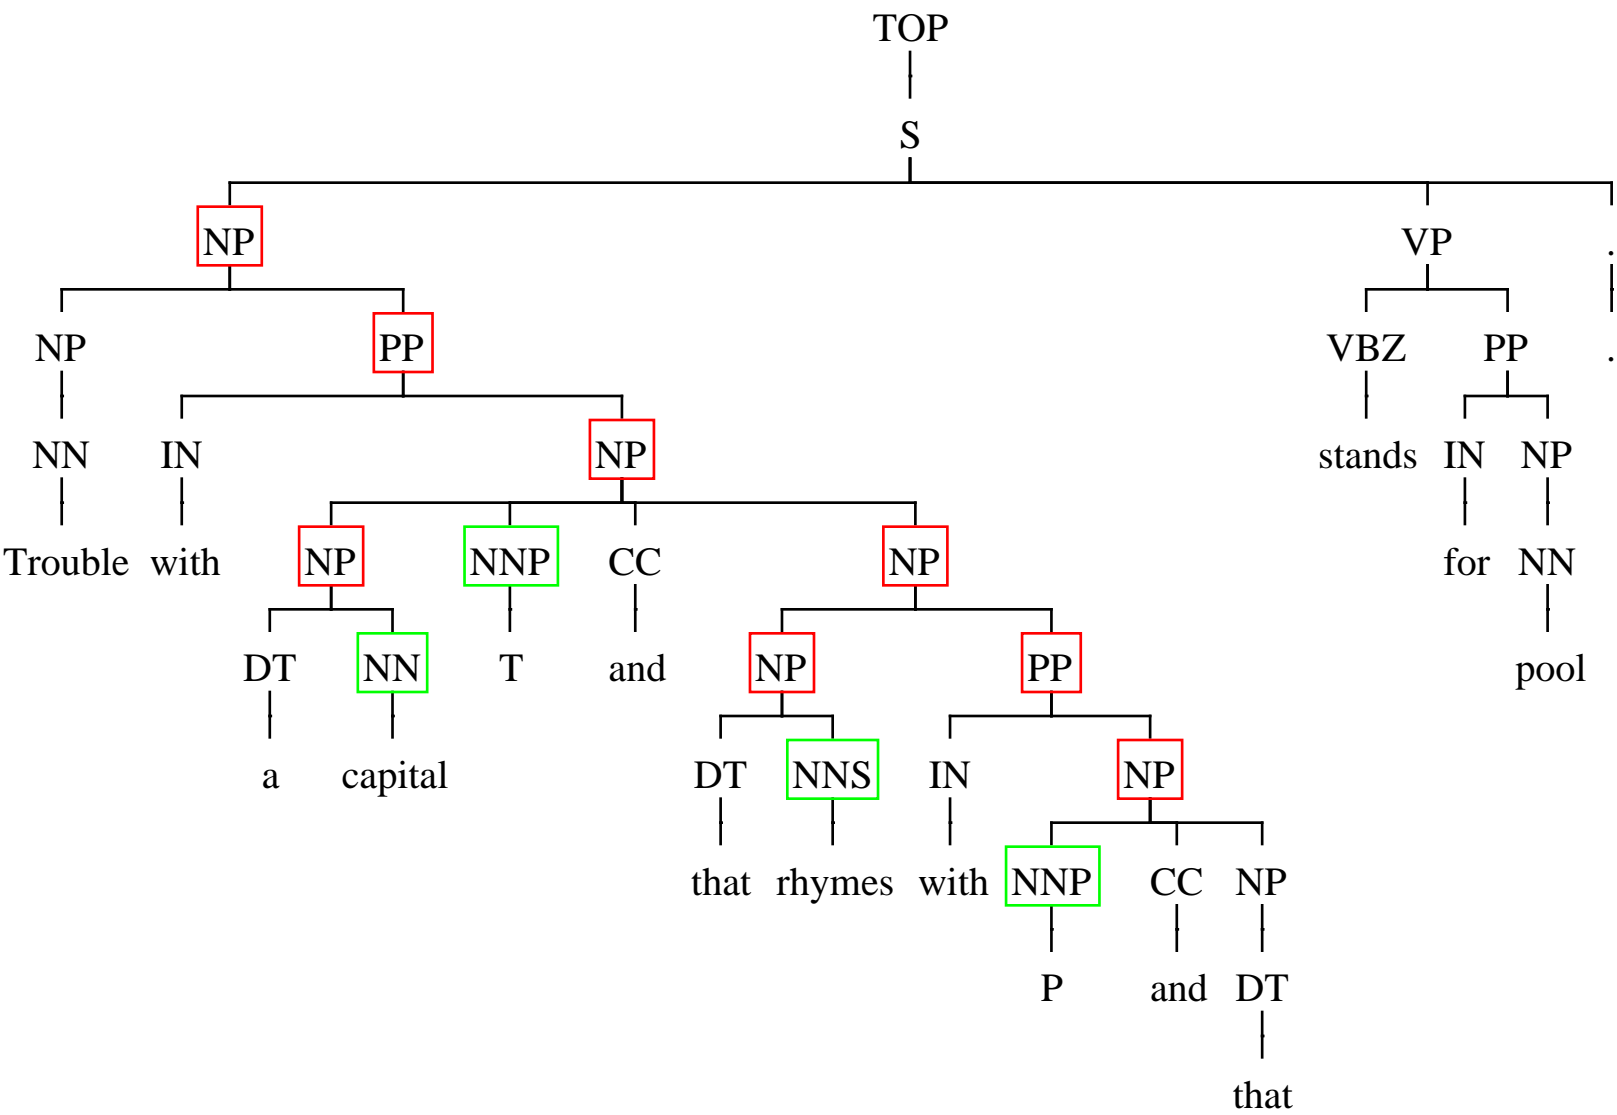 TOP
S
NP VP .
NP PP VBZ PP .
NN IN NP stands IN NP
Trouble with NP NNP CC NP for NN
DT NN T and NP PP pool
a capital DT NNS IN NP
that rhymes with NNP CC NP
P and DT
that